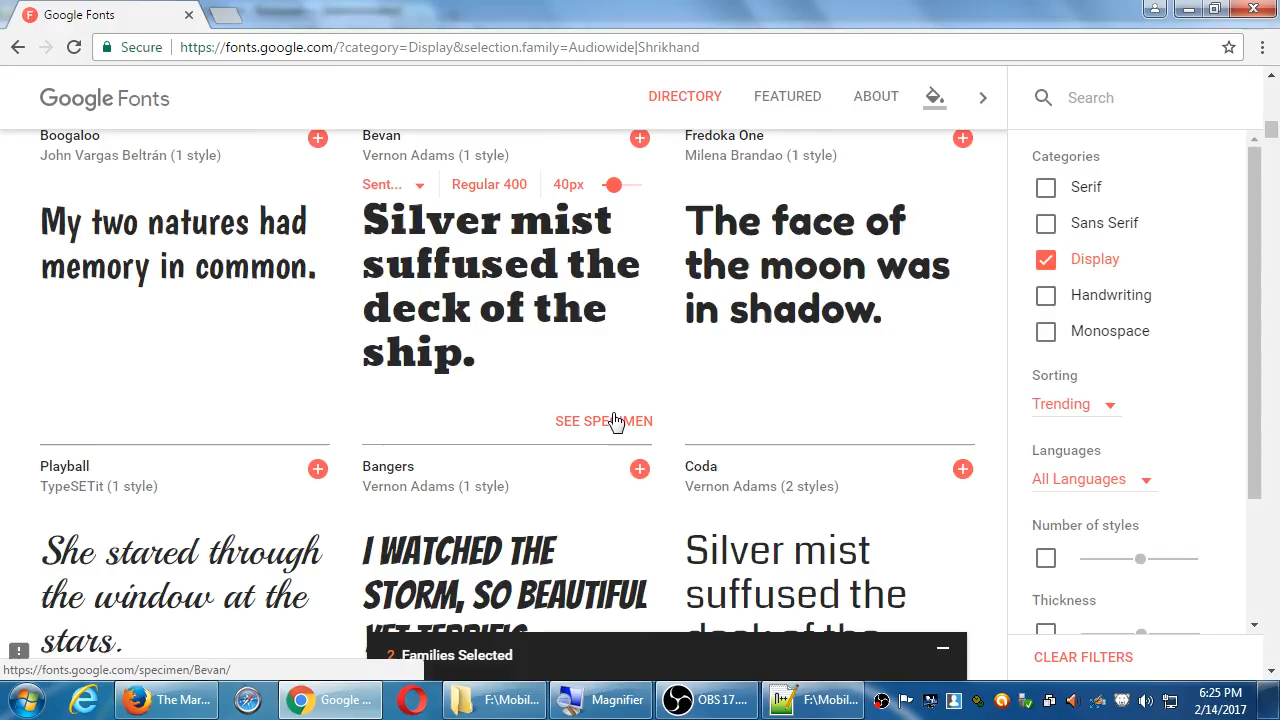 Google Fonts
Secure
https://fonts.google.com/?category=Display&selection.family=Audiowide|Shrikhand
Google Fonts
DIRECTORY
FEATURED
ABOUT
Search
Boogaloo
John Vargas Beltrán (1 style)
My two natures had
memory in common.
Bevan
Vernon Adams (1 style)
Sent...
Regular 400
40px
Silver mist
suffused the
deck of the
ship.
SEE SPECIMEN
Fredoka One
Milena Brandao (1 style)
The face of
the moon was
in shadow.
Playball
TypeSETit (1 style)
She stared through
the window at the
stars.
Bangers
Vernon Adams (1 style)
I WATCHED THE
STORM, SO BEAUTIFUL
YET TERRIFIC.
Coda
Vernon Adams (2 styles)
Silver mist
suffused the
deck of the
Categories
Serif
Sans Serif
Display
Handwriting
Monospace
Sorting
Trending
Languages
All Languages
Number of styles
Thickness
CLEAR FILTERS
2 Families Selected
https://fonts.google.com/specimen/Bevan/
The Mar...
Google ...
F:\Mobil...
Magnifier
OBS 17....
F:\Mobil...
6:25 PM
2/14/2017